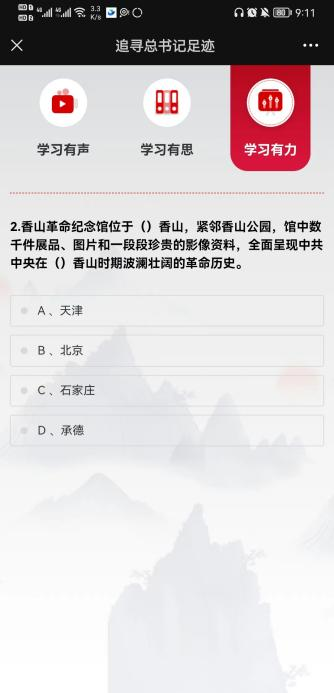 HD 4G 4G 3.3 K/s 80 9:11
追寻总书记足迹
学习有声 学习有思 学习有力
2.香山革命纪念馆位于（）香山，紧邻香山公园，馆中数
千件展品、图片和一段段珍贵的影像资料，全面呈现中共
中央在（）香山时期波澜壮阔的革命历史。
A 、天津
B 、北京
C 、石家庄
D 、承德